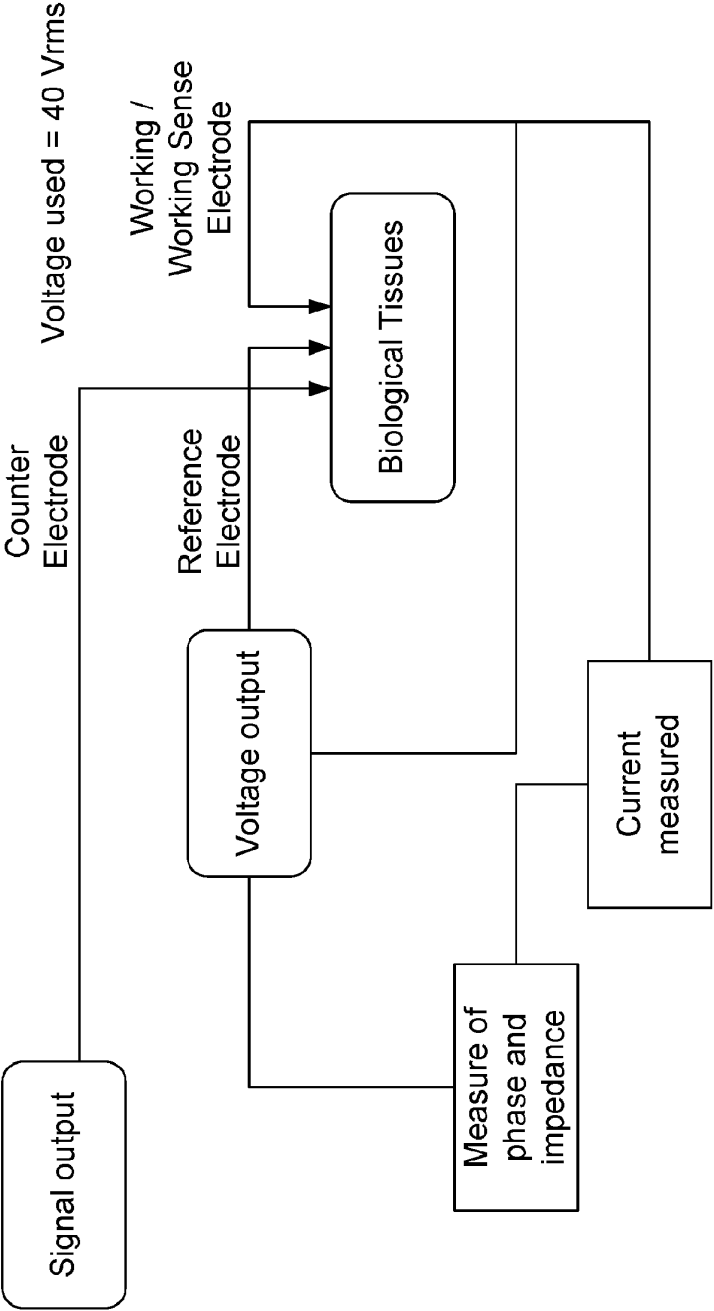 Voltage used = 40 Vrms
Counter
Electrode
Signal output
Working /
Working Sense
Electrode
Reference
Electrode
Voltage output
Biological Tissues
Measure of
phase and
impedance
Current
measured